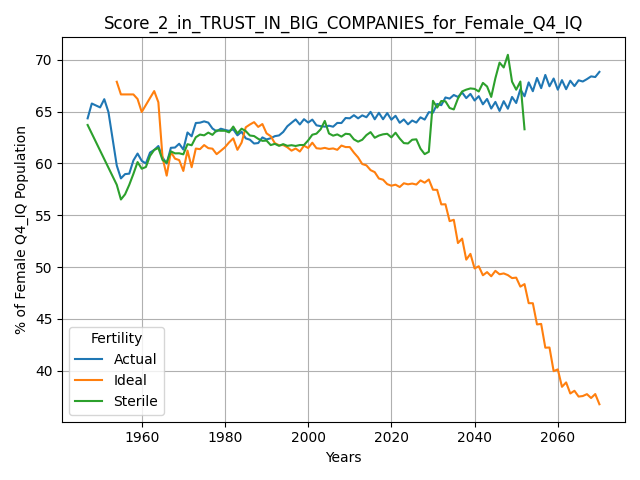 Score_2_in_TRUST_IN_BIG_COMPANIES_for_Female_Q4_IQ
% of Female Q4_IQ Population
70
65
60
55
50
45
40
Fertility
Actual
Ideal
Sterile
1960 1980 2000 2020 2040 2060
Years